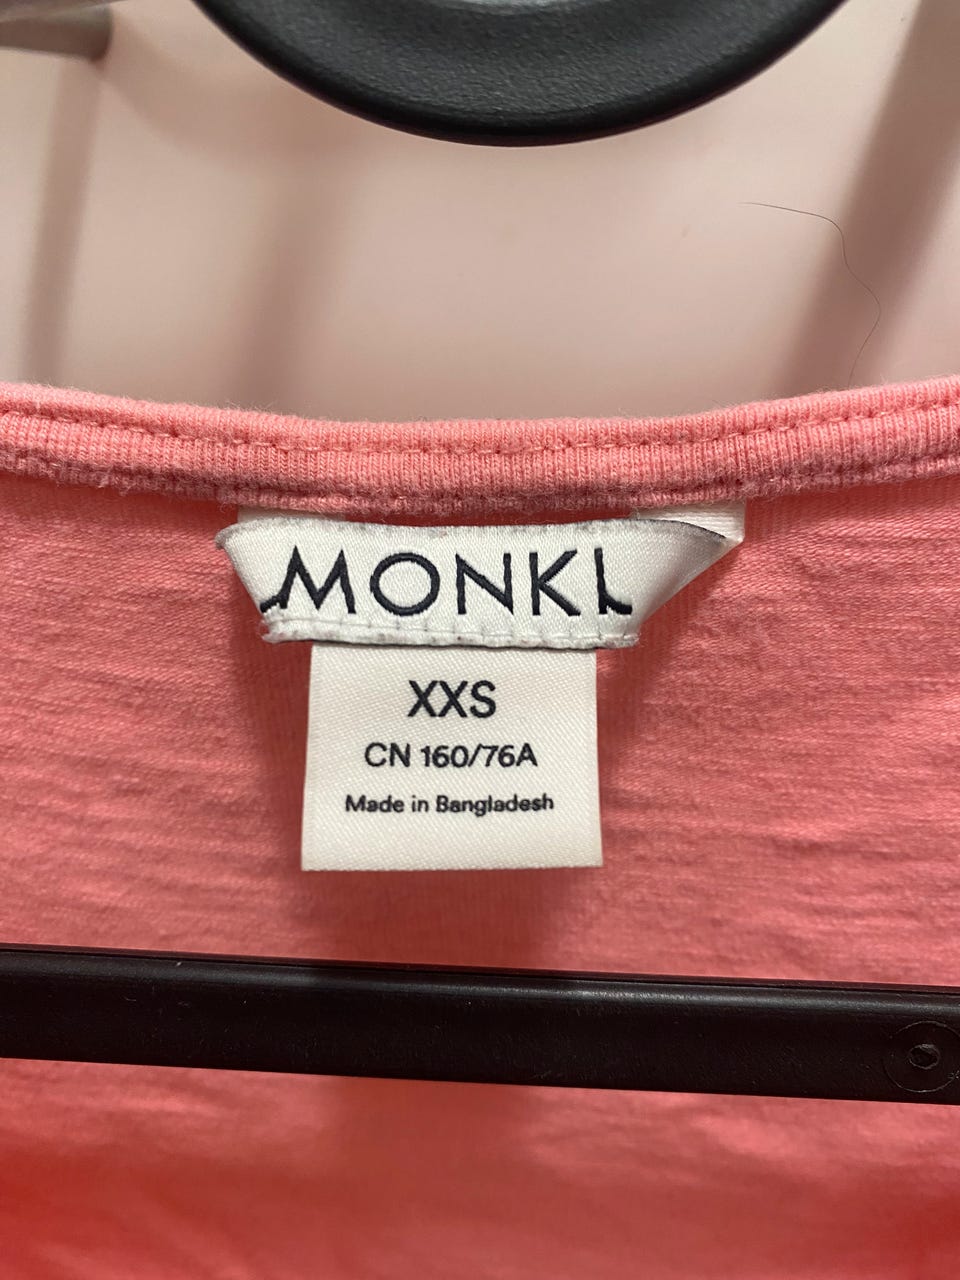 MONKI
XXS
CN 160/76A
Made in Bangladesh